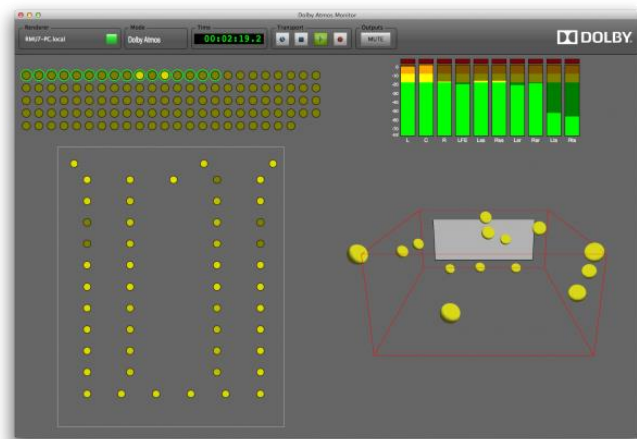 Dolby Atmos Monitor
Renderer
RMU7-PC.local
Mode
Dolby Atmos
Time
00:02:19.2
Transport
Outputs
MUTE
DOLBY
L C R LFE Lss Rss Lsr Rsr Lts Rts